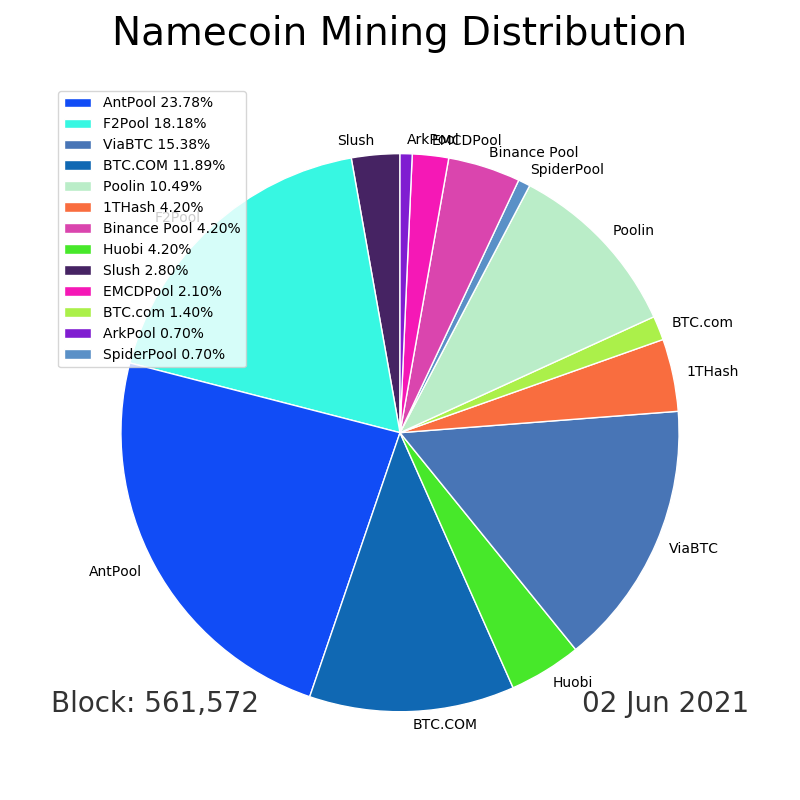 Namecoin Mining Distribution
AntPool 23.78%
F2Pool 18.18%
ViaBTC 15.38%
BTC.COM 11.89%
Poolin 10.49%
1THash 4.20%
Binance Pool 4.20%
Huobi 4.20%
Slush 2.80%
EMCDPool 2.10%
BTC.com 1.40%
ArkPool 0.70%
SpiderPool 0.70%
Slush
ArkPool
EMCDPool
Binance Pool
SpiderPool
F2Pool
Poolin
BTC.com
1THash
ViaBTC
AntPool
Huobi
BTC.COM
Block: 561,572
02 Jun 2021